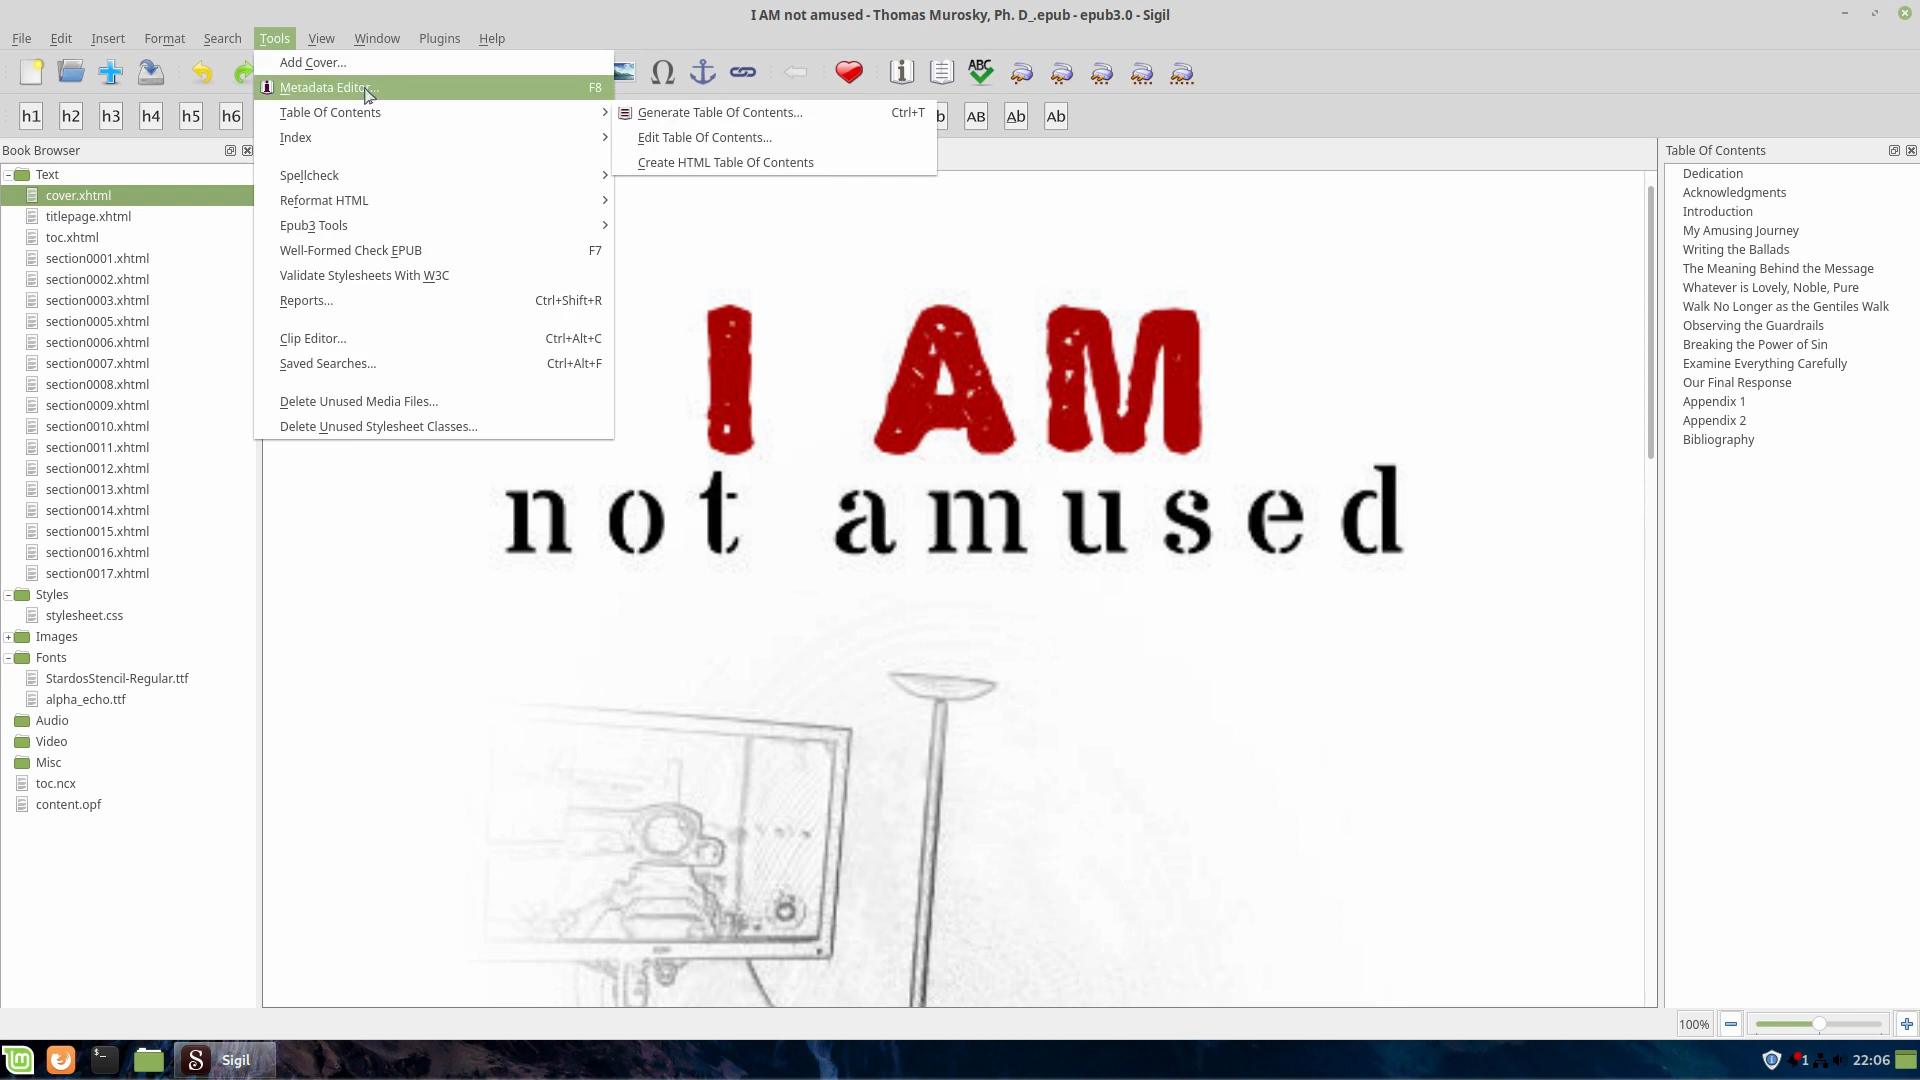 I AM not amused - Thomas Murosky, Ph. D_.epub - epub3.0 - Sigil
File Edit Insert Format Search Tools View Window Plugins Help
h1 h2 h3 h4 h5 h6
ABC
AB Ab Ab
Add Cover...
Metadata Editor... F8
Table Of Contents
Index
Spellcheck
Reformat HTML
Epub3 Tools
Well-Formed Check EPUB F7
Validate Stylesheets With W3C
Reports... Ctrl+Shift+R
Clip Editor... Ctrl+Alt+C
Saved Searches... Ctrl+Alt+F
Delete Unused Media Files...
Delete Unused Stylesheet Classes...
Generate Table Of Contents... Ctrl+T
Edit Table Of Contents...
Create HTML Table Of Contents
Book Browser
Text
cover.xhtml
titlepage.xhtml
toc.xhtml
section0001.xhtml
section0002.xhtml
section0003.xhtml
section0005.xhtml
section0006.xhtml
section0007.xhtml
section0008.xhtml
section0009.xhtml
section0010.xhtml
section0011.xhtml
section0012.xhtml
section0013.xhtml
section0014.xhtml
section0015.xhtml
section0016.xhtml
section0017.xhtml
Styles
stylesheet.css
Images
Fonts
StardosStencil-Regular.ttf
alpha_echo.ttf
Audio
Video
Misc
toc.ncx
content.opf
I AM
not amused
Table Of Contents
Dedication
Acknowledgments
Introduction
My Amusing Journey
Writing the Ballads
The Meaning Behind the Message
Whatever is Lovely, Noble, Pure
Walk No Longer as the Gentiles Walk
Observing the Guardrails
Breaking the Power of Sin
Examine Everything Carefully
Our Final Response
Appendix 1
Appendix 2
Bibliography
100%
Sigil
1
22:06